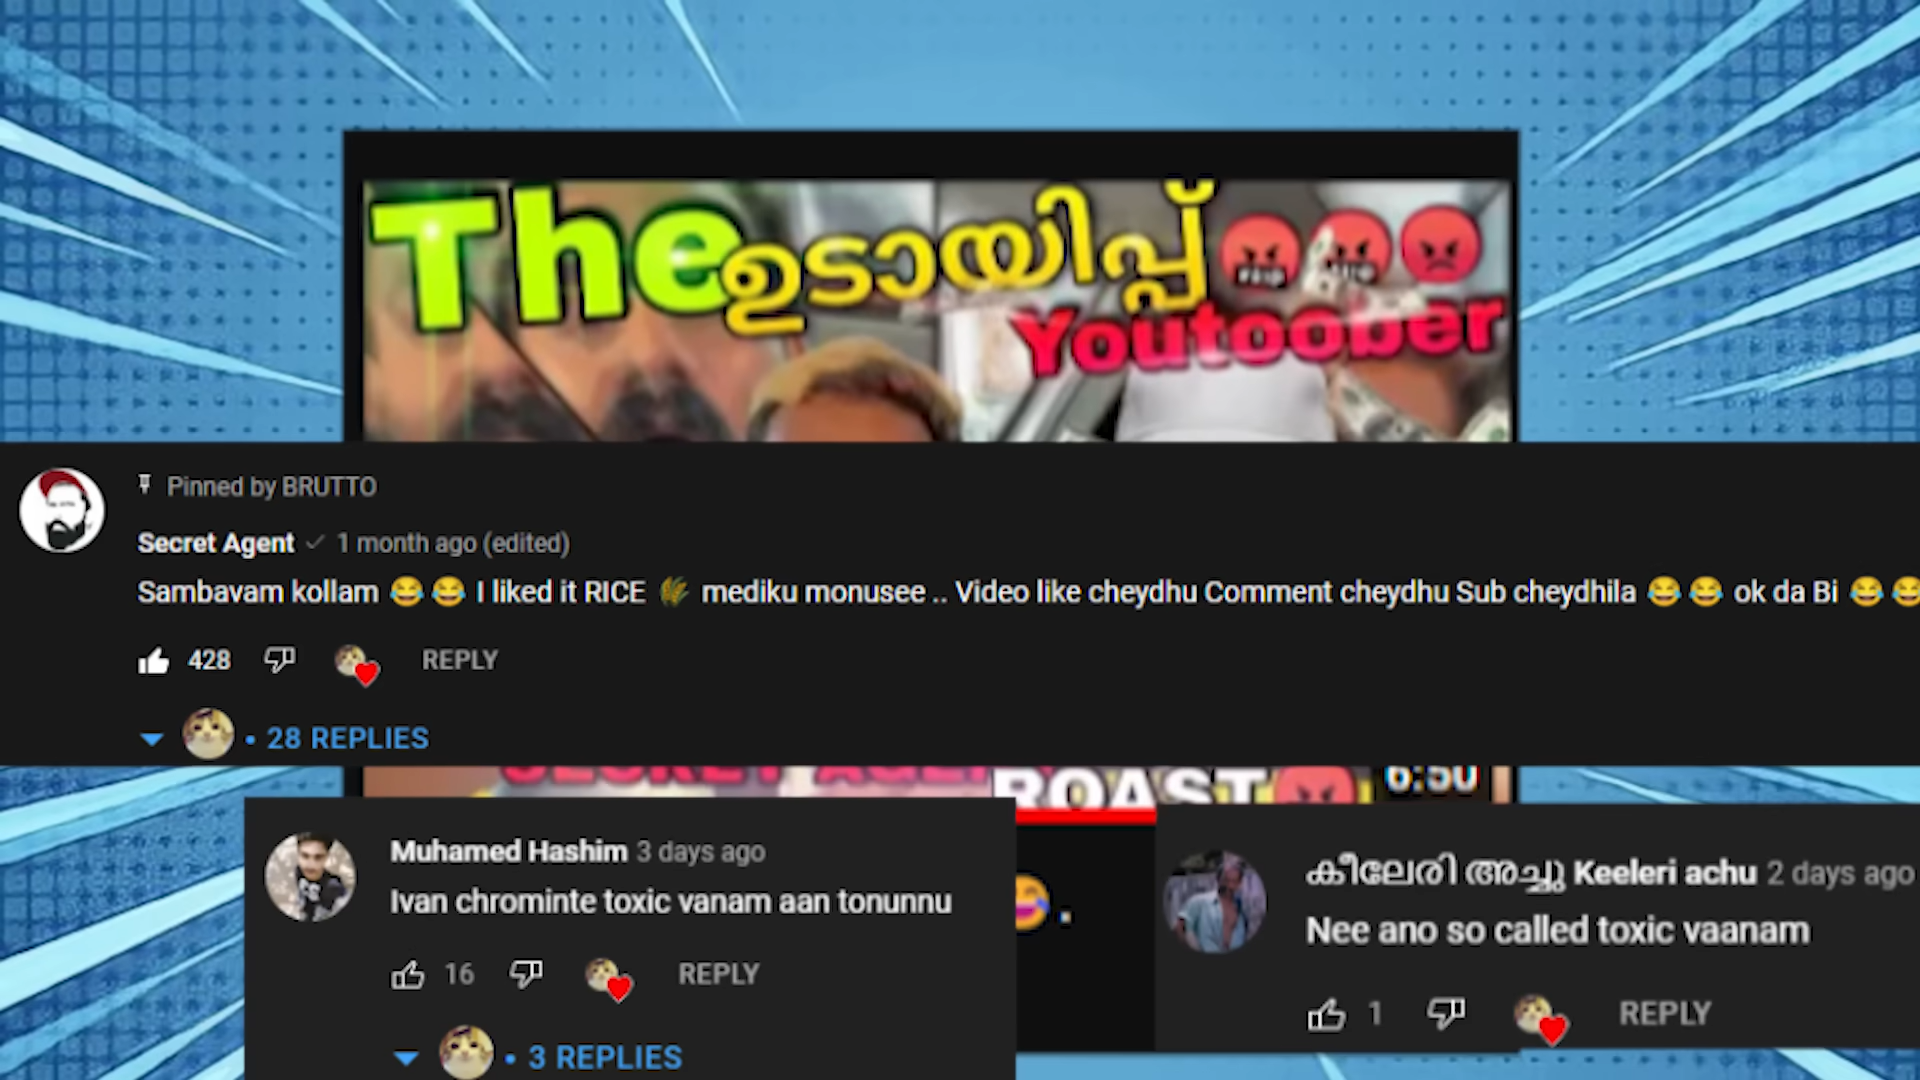 The ഉടായിപ്പ്
Youtoober
Pinned by BRUTTO
Secret Agent 1 month ago (edited)
Sambavam kollam 😂😂 I liked it RICE 🌾 mediku monusee .. Video like cheydhu Comment cheydhu Sub cheydhila 😂😂 ok da Bi 😂😂
428 REPLY
• 28 REPLIES
SECRET AGENT ROAST 6:50
Muhamed Hashim 3 days ago
Ivan chrominte toxic vanam aan tonunnu
16 REPLY
• 3 REPLIES
കീലേരി അച്ചു Keeleri achu 2 days ago
Nee ano so called toxic vaanam
1 REPLY